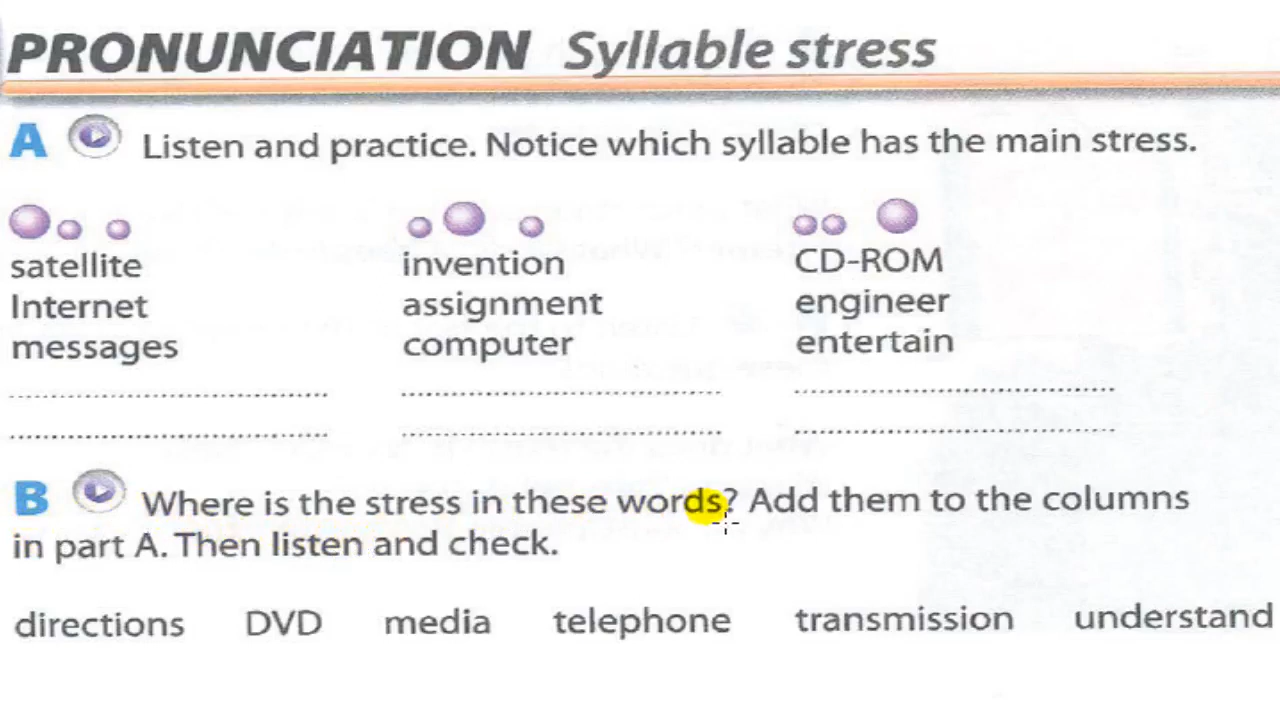 PRONUNCIATION Syllable stress
A Listen and practice. Notice which syllable has the main stress.
satellite invention CD-ROM
Internet assignment engineer
messages computer entertain
B Where is the stress in these words? Add them to the columns
in part A. Then listen and check.
directions DVD media telephone transmission understand